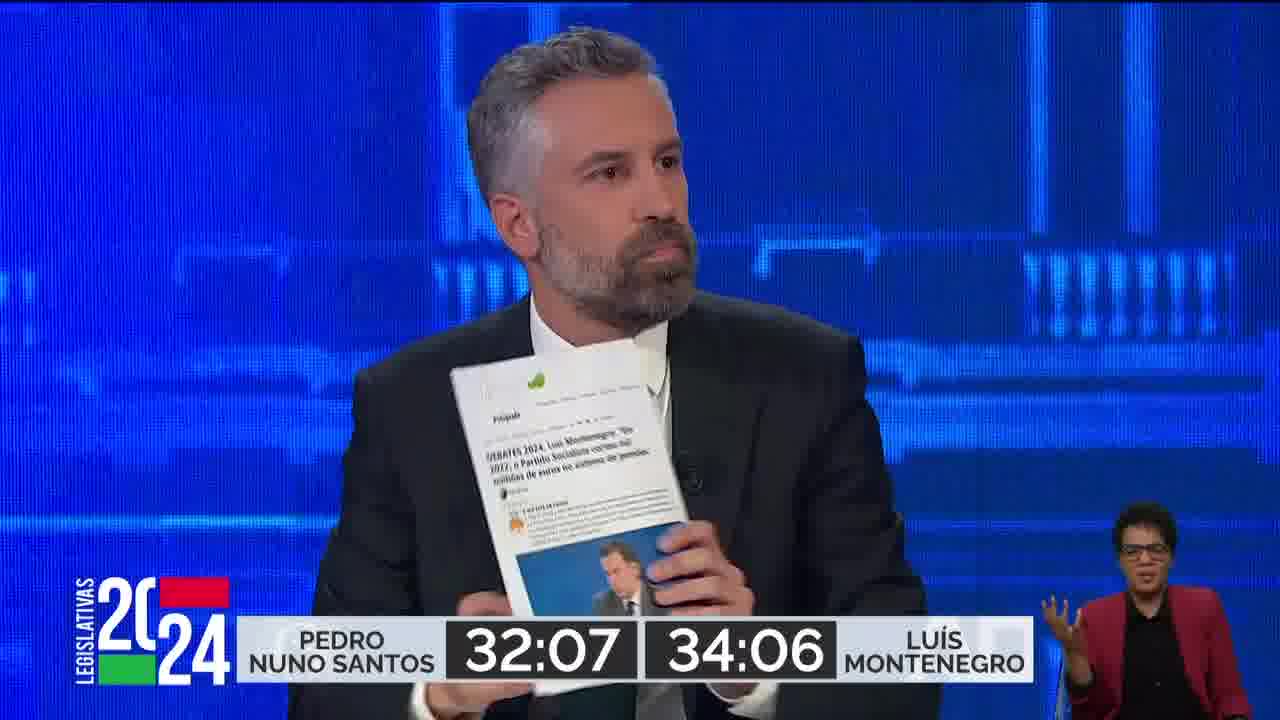 Polígrafo
DEBATES 2024. Luís Montenegro: "Em
2022, o Partido Socialista cortou mil
milhões de euros no sistema de pensões"
LEGISLATIVAS
2024
PEDRO
NUNO SANTOS
32:07
34:06
LUÍS
MONTENEGRO